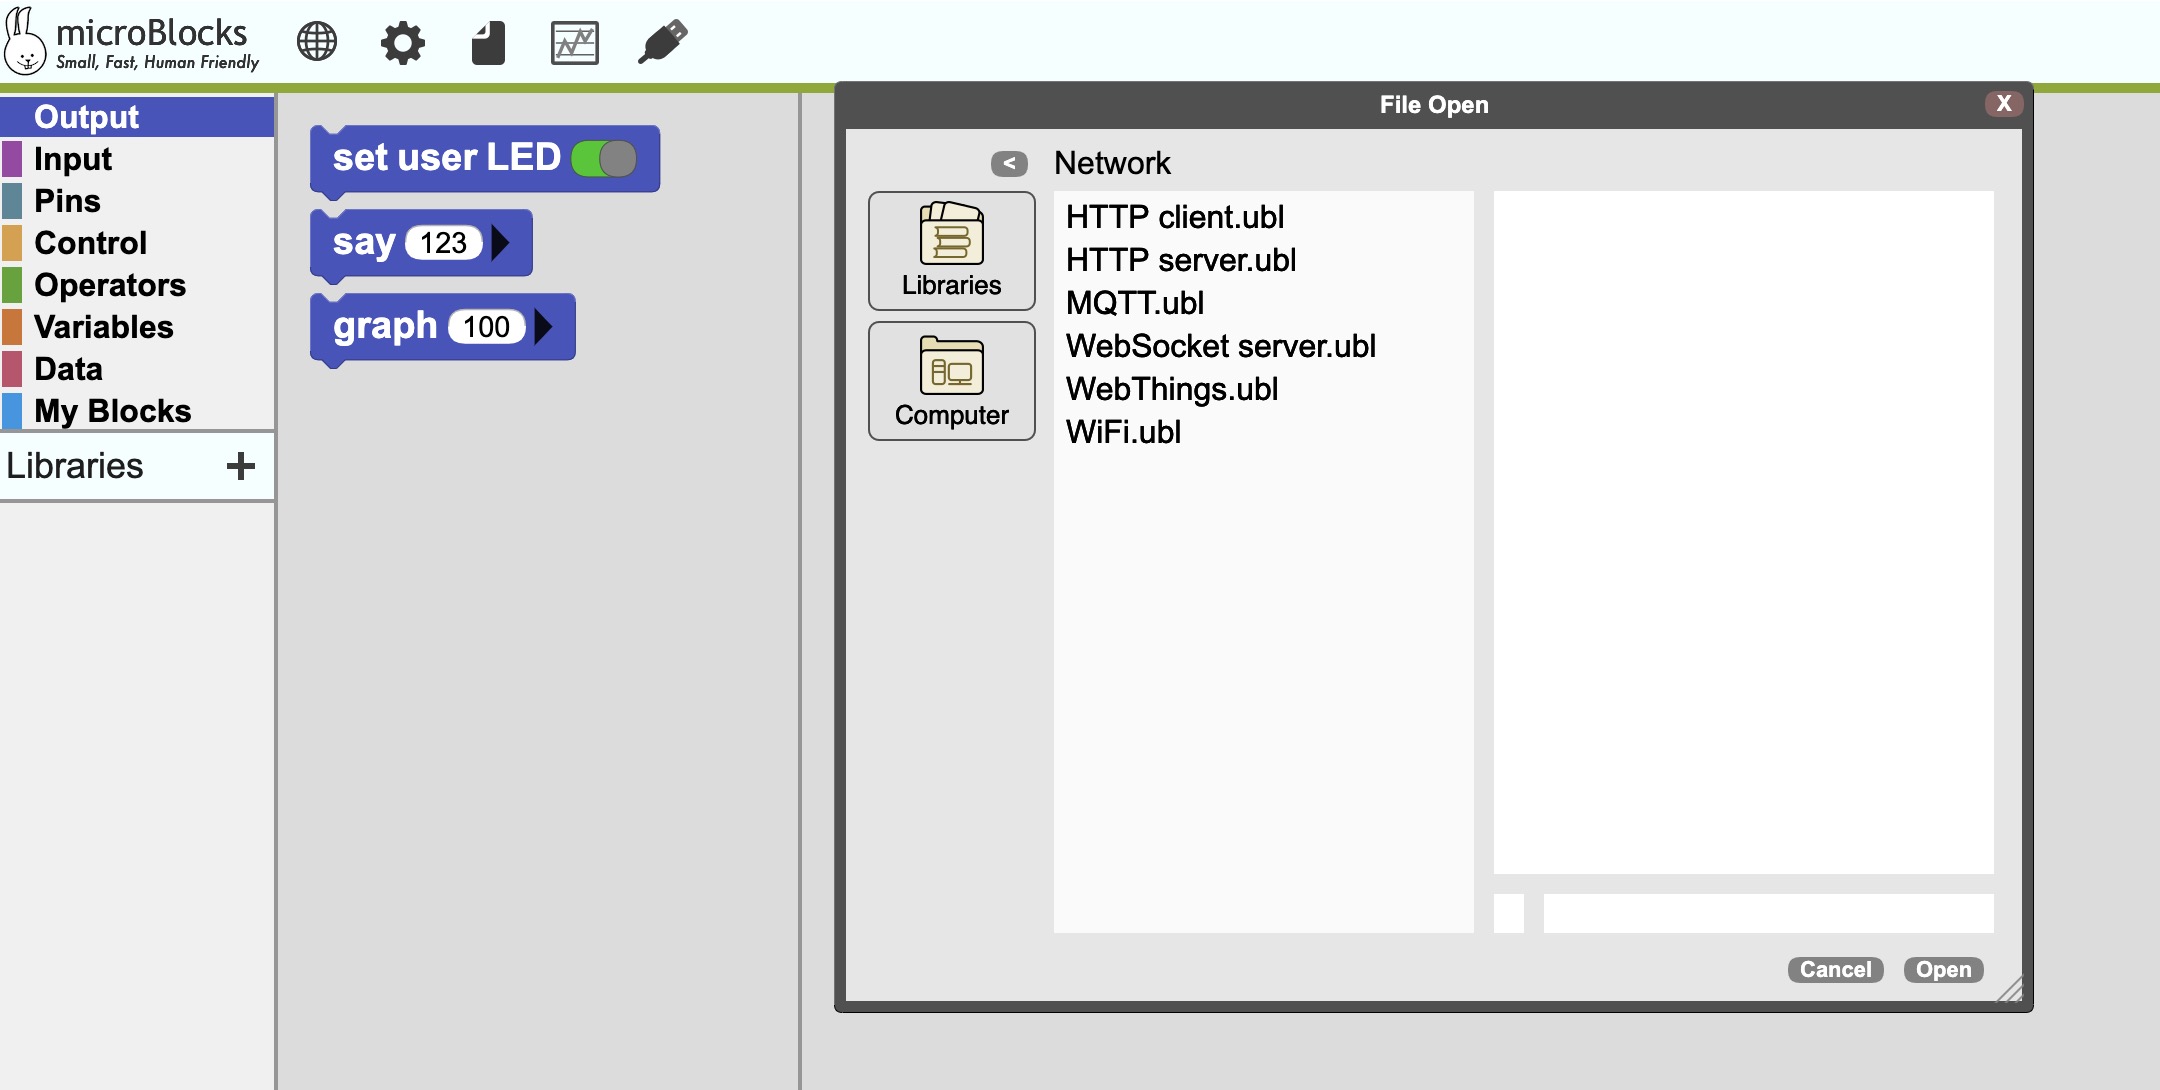 microBlocks
Small, Fast, Human Friendly
Output
Input
Pins
Control
Operators
Variables
Data
My Blocks
Libraries +
set user LED
say 123
graph 100
File Open
X
< Network
Libraries
Computer
HTTP client.ubl
HTTP server.ubl
MQTT.ubl
WebSocket server.ubl
WebThings.ubl
WiFi.ubl
Cancel Open